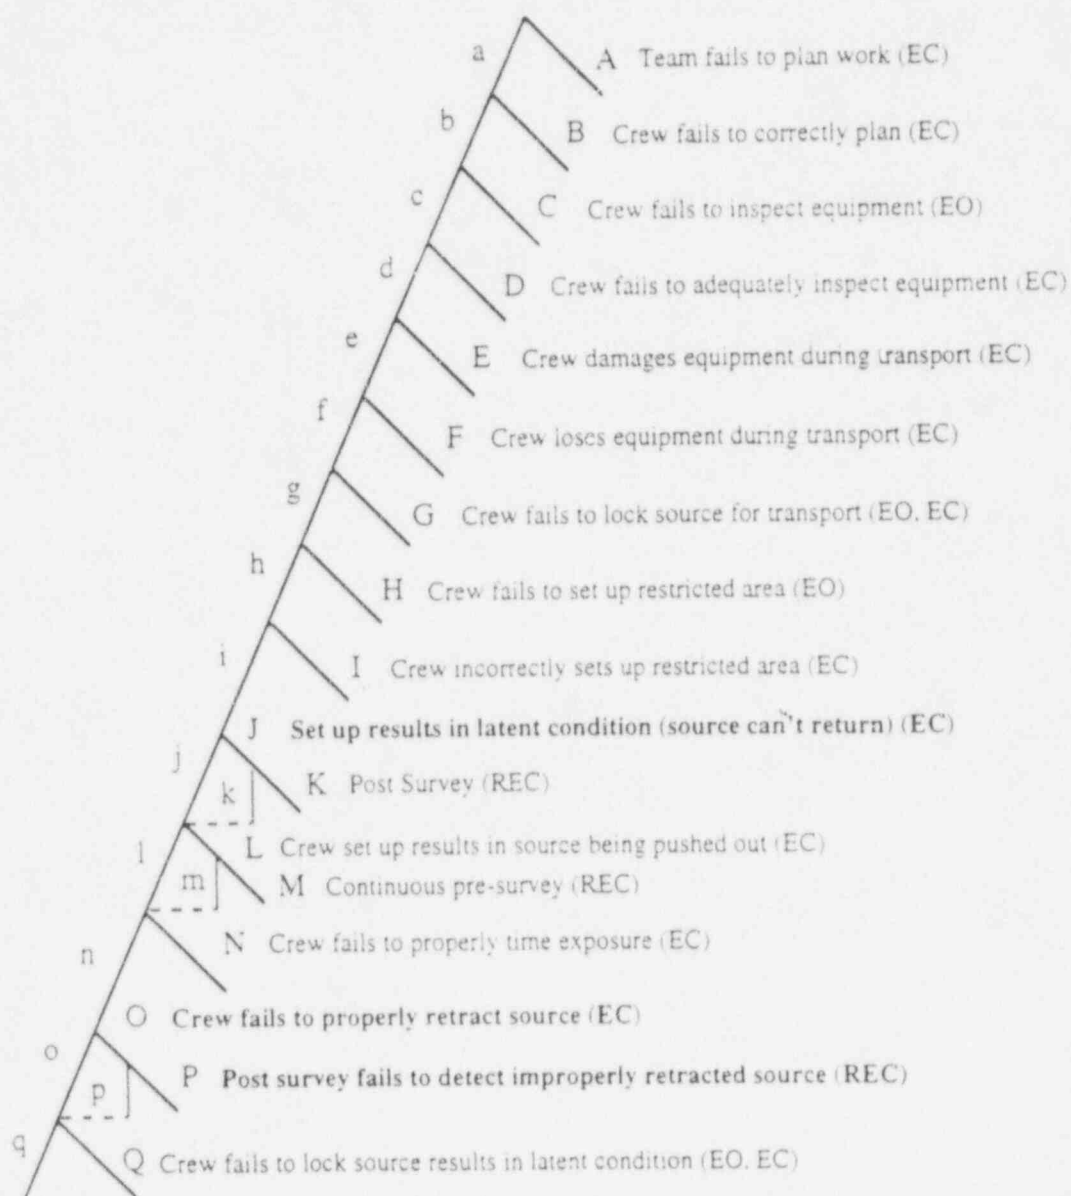 a
A Team fails to plan work (EC)
b
B Crew fails to correctly plan (EC)
c
C Crew fails to inspect equipment (EO)
d
D Crew fails to adequately inspect equipment (EC)
e
E Crew damages equipment during transport (EC)
f
F Crew loses equipment during transport (EC)
g
G Crew fails to lock source for transport (EO, EC)
h
H Crew fails to set up restricted area (EO)
i
I Crew incorrectly sets up restricted area (EC)
J Set up results in latent condition (source can't return) (EC)
j
k
K Post Survey (REC)
l
L Crew set up results in source being pushed out (EC)
m
M Continuous pre-survey (REC)
n
N Crew fails to properly time exposure (EC)
O Crew fails to properly retract source (EC)
o
p
P Post survey fails to detect improperly retracted source (REC)
q
Q Crew fails to lock source results in latent condition (EO. EC)